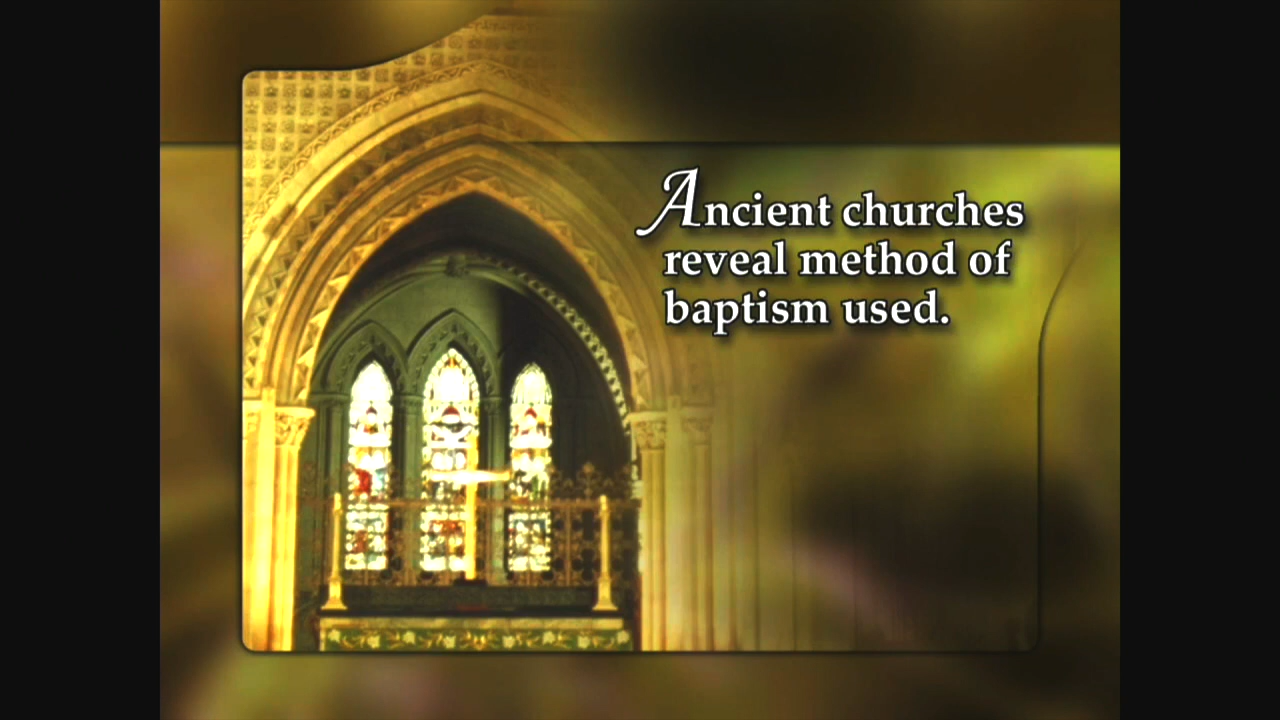 Ancient churches
reveal method of
baptism used.